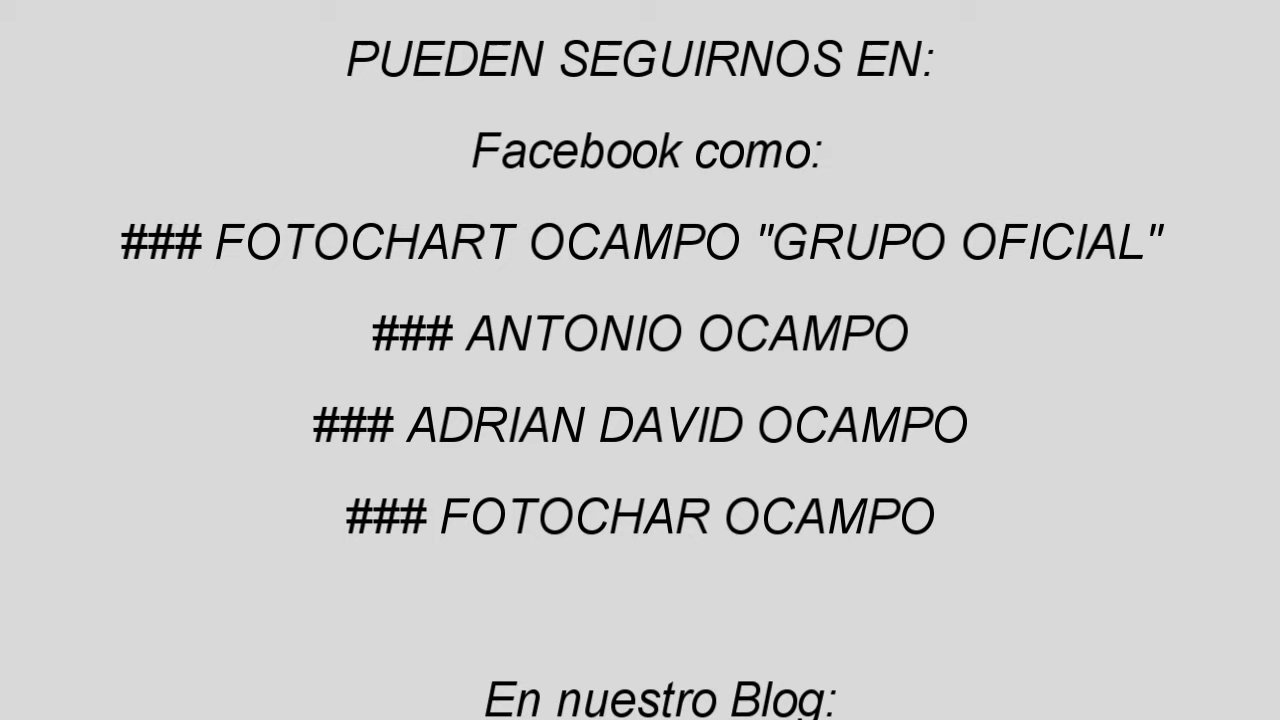 PUEDEN SEGUIRNOS EN:
Facebook como:
### FOTOCHART OCAMPO "GRUPO OFICIAL"
### ANTONIO OCAMPO
### ADRIAN DAVID OCAMPO
### FOTOCHAR OCAMPO
En nuestro Blog: